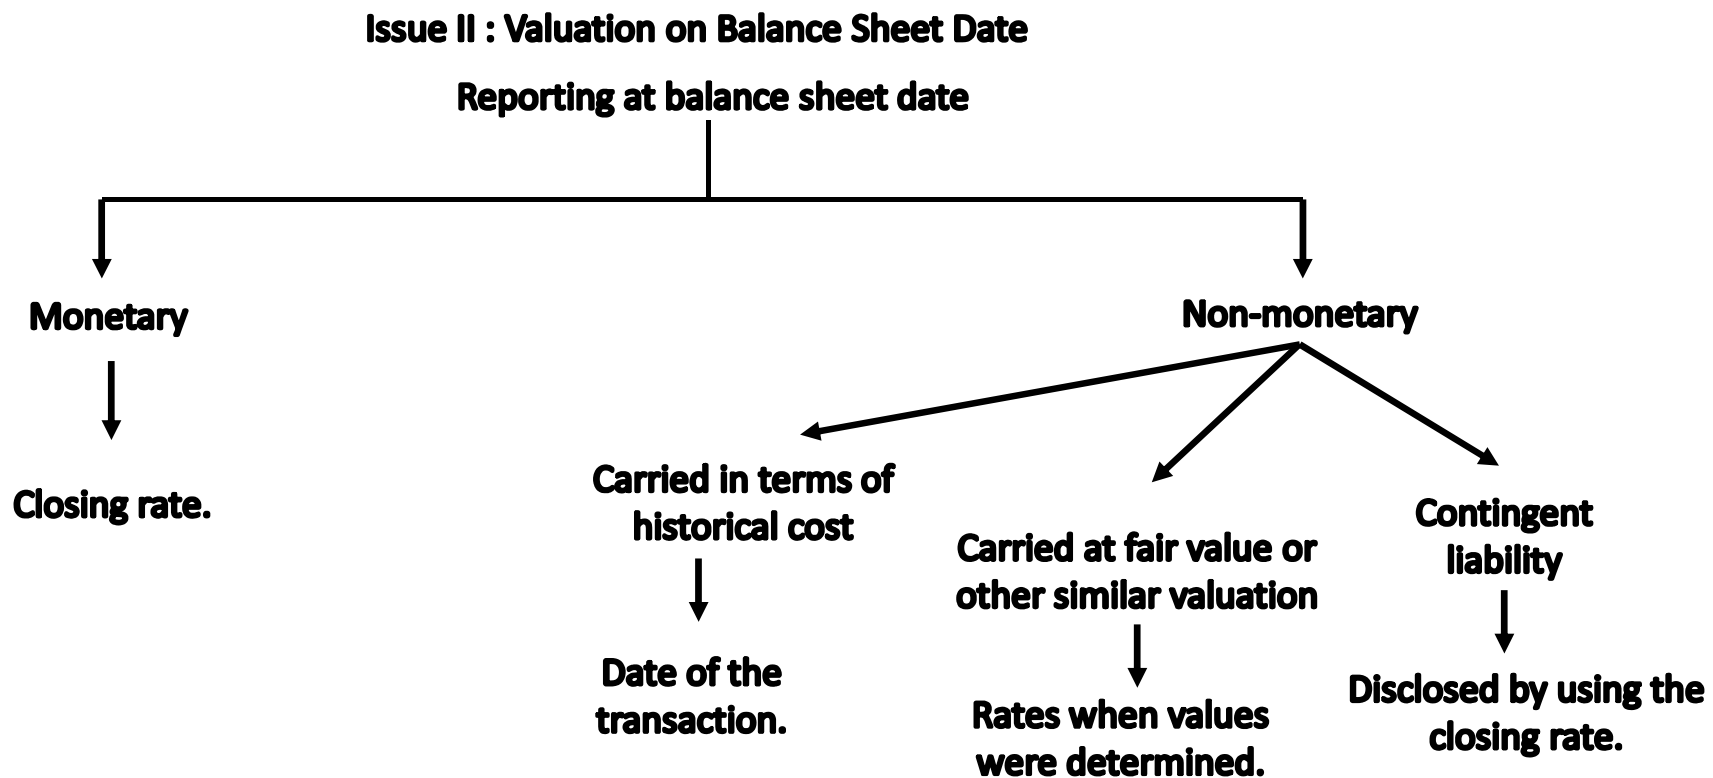 Issue II : Valuation on Balance Sheet Date
Reporting at balance sheet date
Monetary
Non-monetary
Closing rate.
Carried in terms of
historical cost
Carried at fair value or
other similar valuation
Contingent
liability
Date of the
transaction.
Rates when values
were determined.
Disclosed by using the
closing rate.